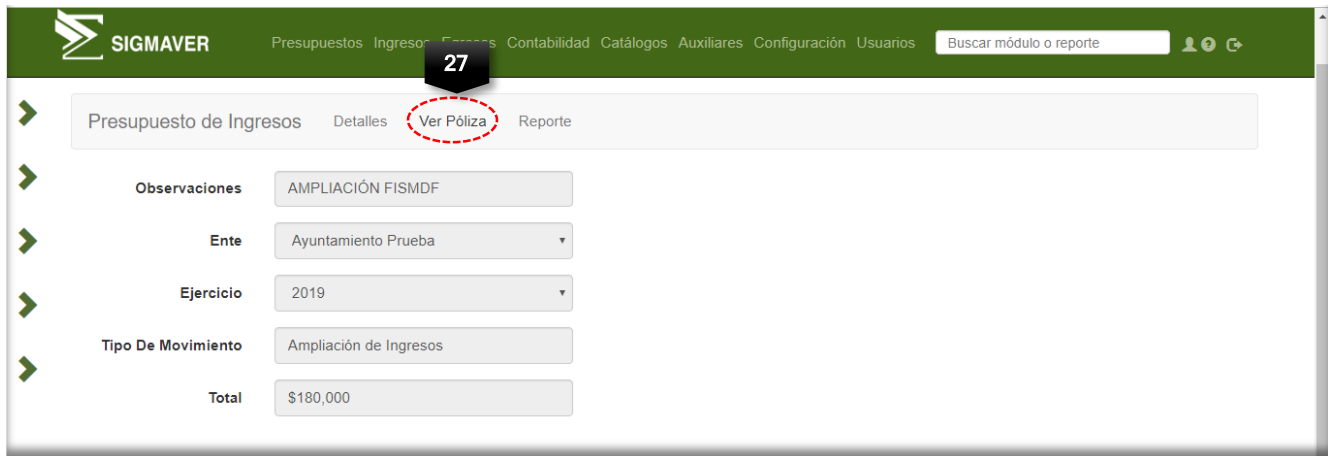 SIGMAVER Presupuestos Ingresos Egresos Contabilidad Catálogos Auxiliares Configuración Usuarios Buscar módulo o reporte
27
Presupuesto de Ingresos Detalles Ver Póliza Reporte
Observaciones AMPLIACIÓN FISMDF
Ente Ayuntamiento Prueba
Ejercicio 2019
Tipo De Movimiento Ampliación de Ingresos
Total $180,000